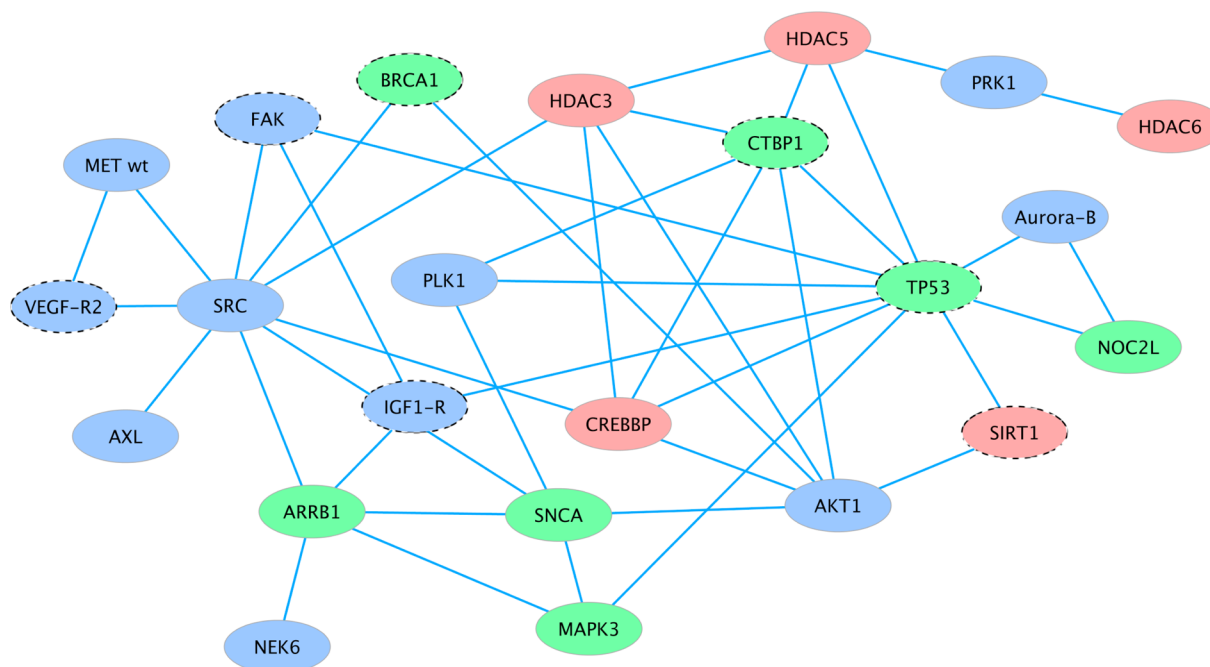 HDAC5
BRCA1
PRK1
HDAC3
FAK
HDAC6
CTBP1
MET wt
Aurora-B
PLK1
TP53
VEGF-R2
SRC
NOC2L
IGF1-R
CREBBP
SIRT1
AXL
AKT1
ARRB1
SNCA
MAPK3
NEK6